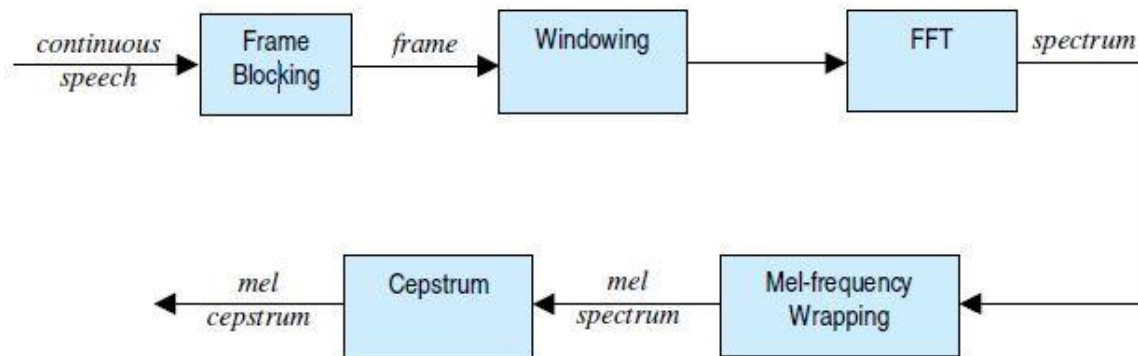 continuous
speech
Frame
Blocking
frame
Windowing
FFT
spectrum
mel
cepstrum
Cepstrum
mel
spectrum
Mel-frequency
Wrapping